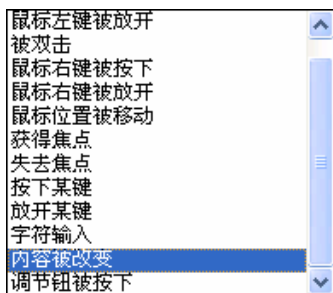 鼠标左键被放开
被双击
鼠标右键被按下
鼠标右键被放开
鼠标位置被移动
获得焦点
失去焦点
按下某键
放开某键
字符输入
内容被改变
调节钮被按下